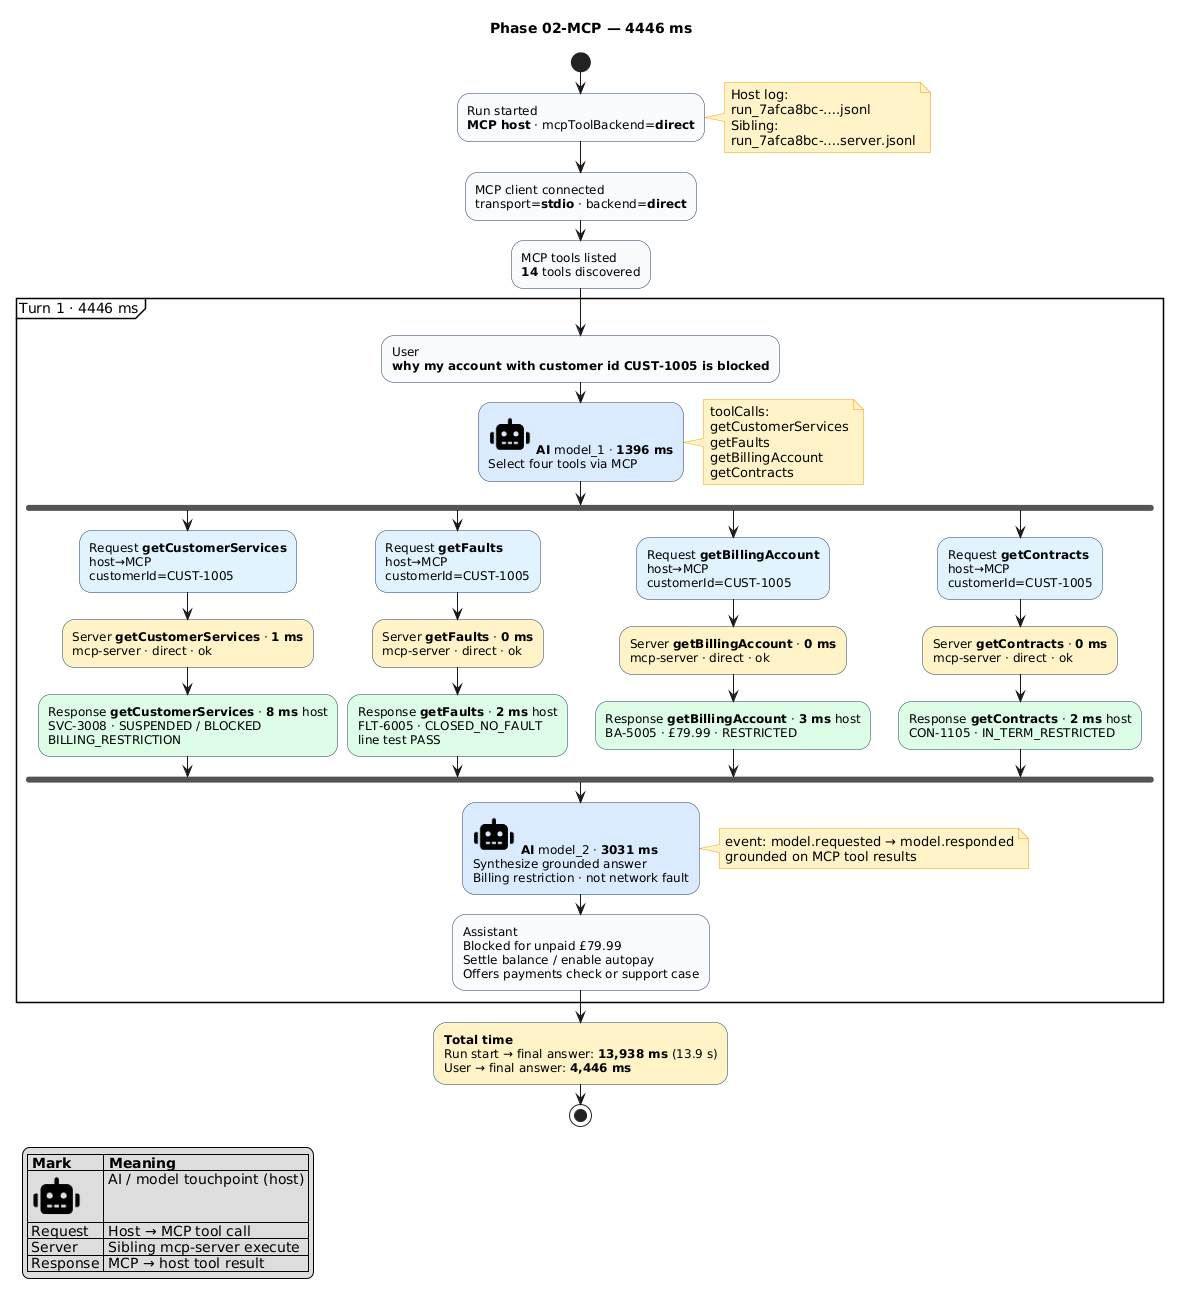 Phase 02-MCP — 4446 ms
Run started
MCP host · mcpToolBackend=direct
Host log:
run_7afca8bc-....jsonl
Sibling:
run_7afca8bc-....server.jsonl
MCP client connected
transport=stdio · backend=direct
MCP tools listed
14 tools discovered
Turn 1 · 4446 ms
User
why my account with customer id CUST-1005 is blocked
AI model_1 · 1396 ms
Select four tools via MCP
toolCalls:
getCustomerServices
getFaults
getBillingAccount
getContracts
Request getCustomerServices
host→MCP
customerId=CUST-1005
Server getCustomerServices · 1 ms
mcp-server · direct · ok
Response getCustomerServices · 8 ms host
SVC-3008 · SUSPENDED / BLOCKED
BILLING_RESTRICTION
Request getFaults
host→MCP
customerId=CUST-1005
Server getFaults · 0 ms
mcp-server · direct · ok
Response getFaults · 2 ms host
FLT-6005 · CLOSED_NO_FAULT
line test PASS
Request getBillingAccount
host→MCP
customerId=CUST-1005
Server getBillingAccount · 0 ms
mcp-server · direct · ok
Response getBillingAccount · 3 ms host
BA-5005 · £79.99 · RESTRICTED
Request getContracts
host→MCP
customerId=CUST-1005
Server getContracts · 0 ms
mcp-server · direct · ok
Response getContracts · 2 ms host
CON-1105 · IN_TERM_RESTRICTED
AI model_2 · 3031 ms
Synthesize grounded answer
Billing restriction · not network fault
event: model.requested → model.responded
grounded on MCP tool results
Assistant
Blocked for unpaid £79.99
Settle balance / enable autopay
Offers payments check or support case
Total time
Run start → final answer: 13,938 ms (13.9 s)
User → final answer: 4,446 ms
Mark Meaning
AI / model touchpoint (host)
Request Host → MCP tool call
Server Sibling mcp-server execute
Response MCP → host tool result